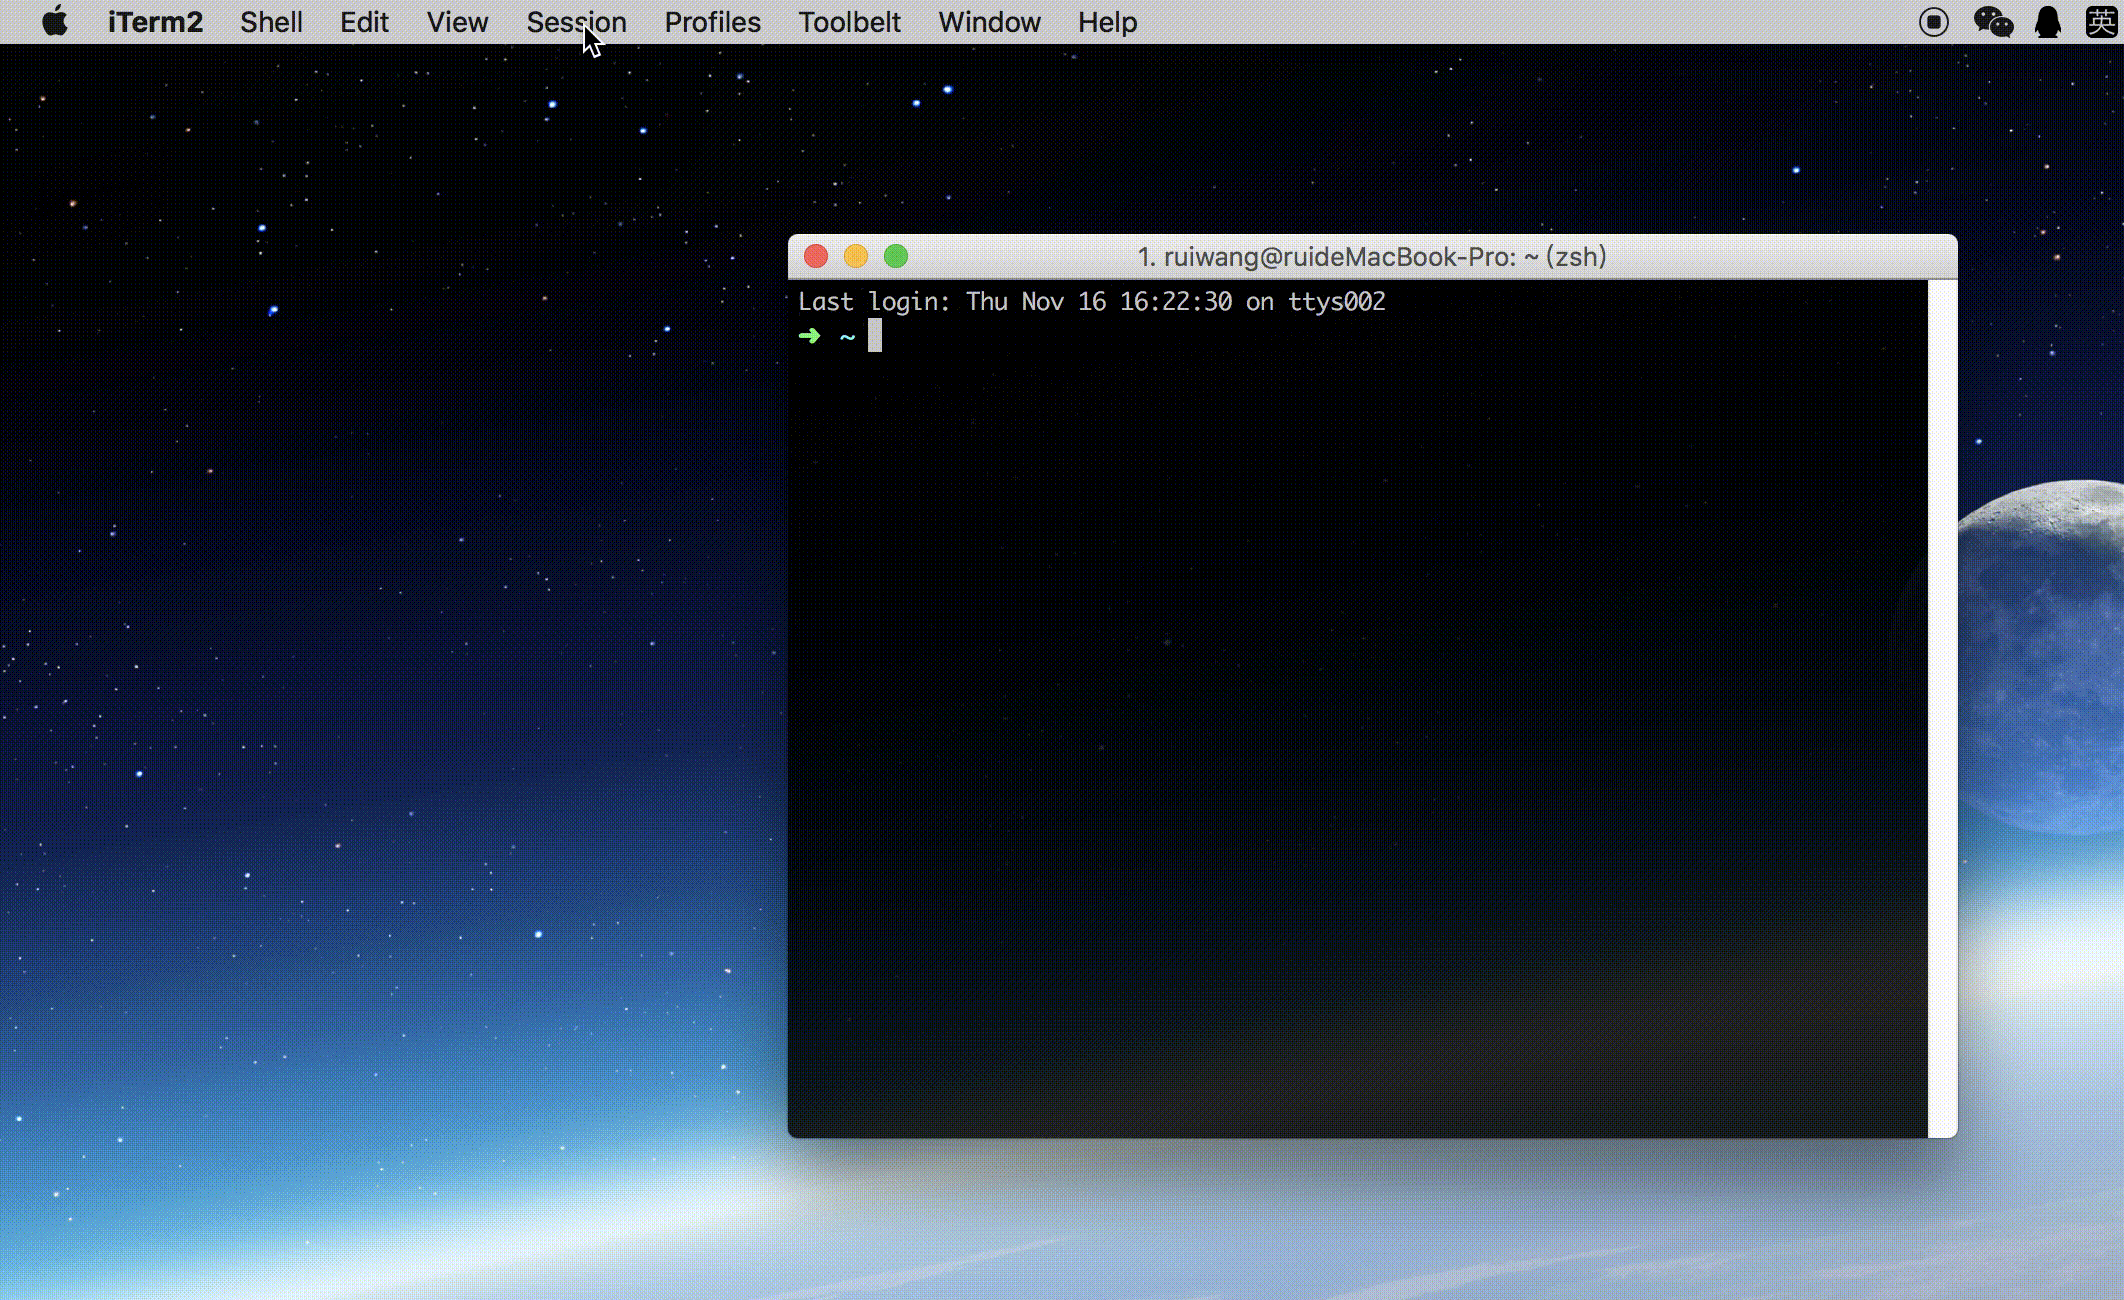 iTerm2 Shell Edit View Session Profiles Toolbelt Window Help 英
1. ruiwang@ruideMacBook-Pro: ~ (zsh)
Last login: Thu Nov 16 16:22:30 on ttys002
➜ ~